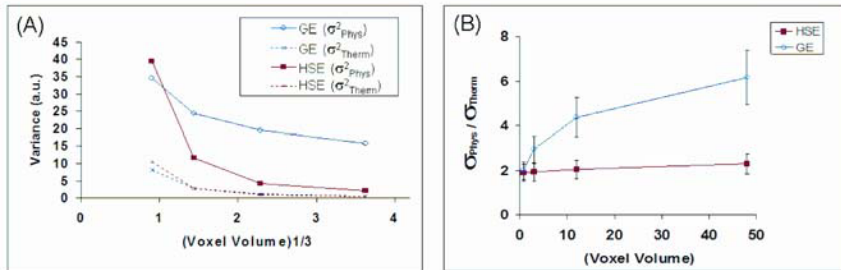 (A)
GE (σ²Phys)
GE (σ²Therm)
HSE (σ²Phys)
HSE (σ²Therm)
Variance (a.u.)
45
40
35
30
25
20
15
10
5
0
0 1 2 3 4
(Voxel Volume)1/3
(B)
HSE
GE
σPhys / σTherm
8
6
4
2
0
0 10 20 30 40 50
(Voxel Volume)